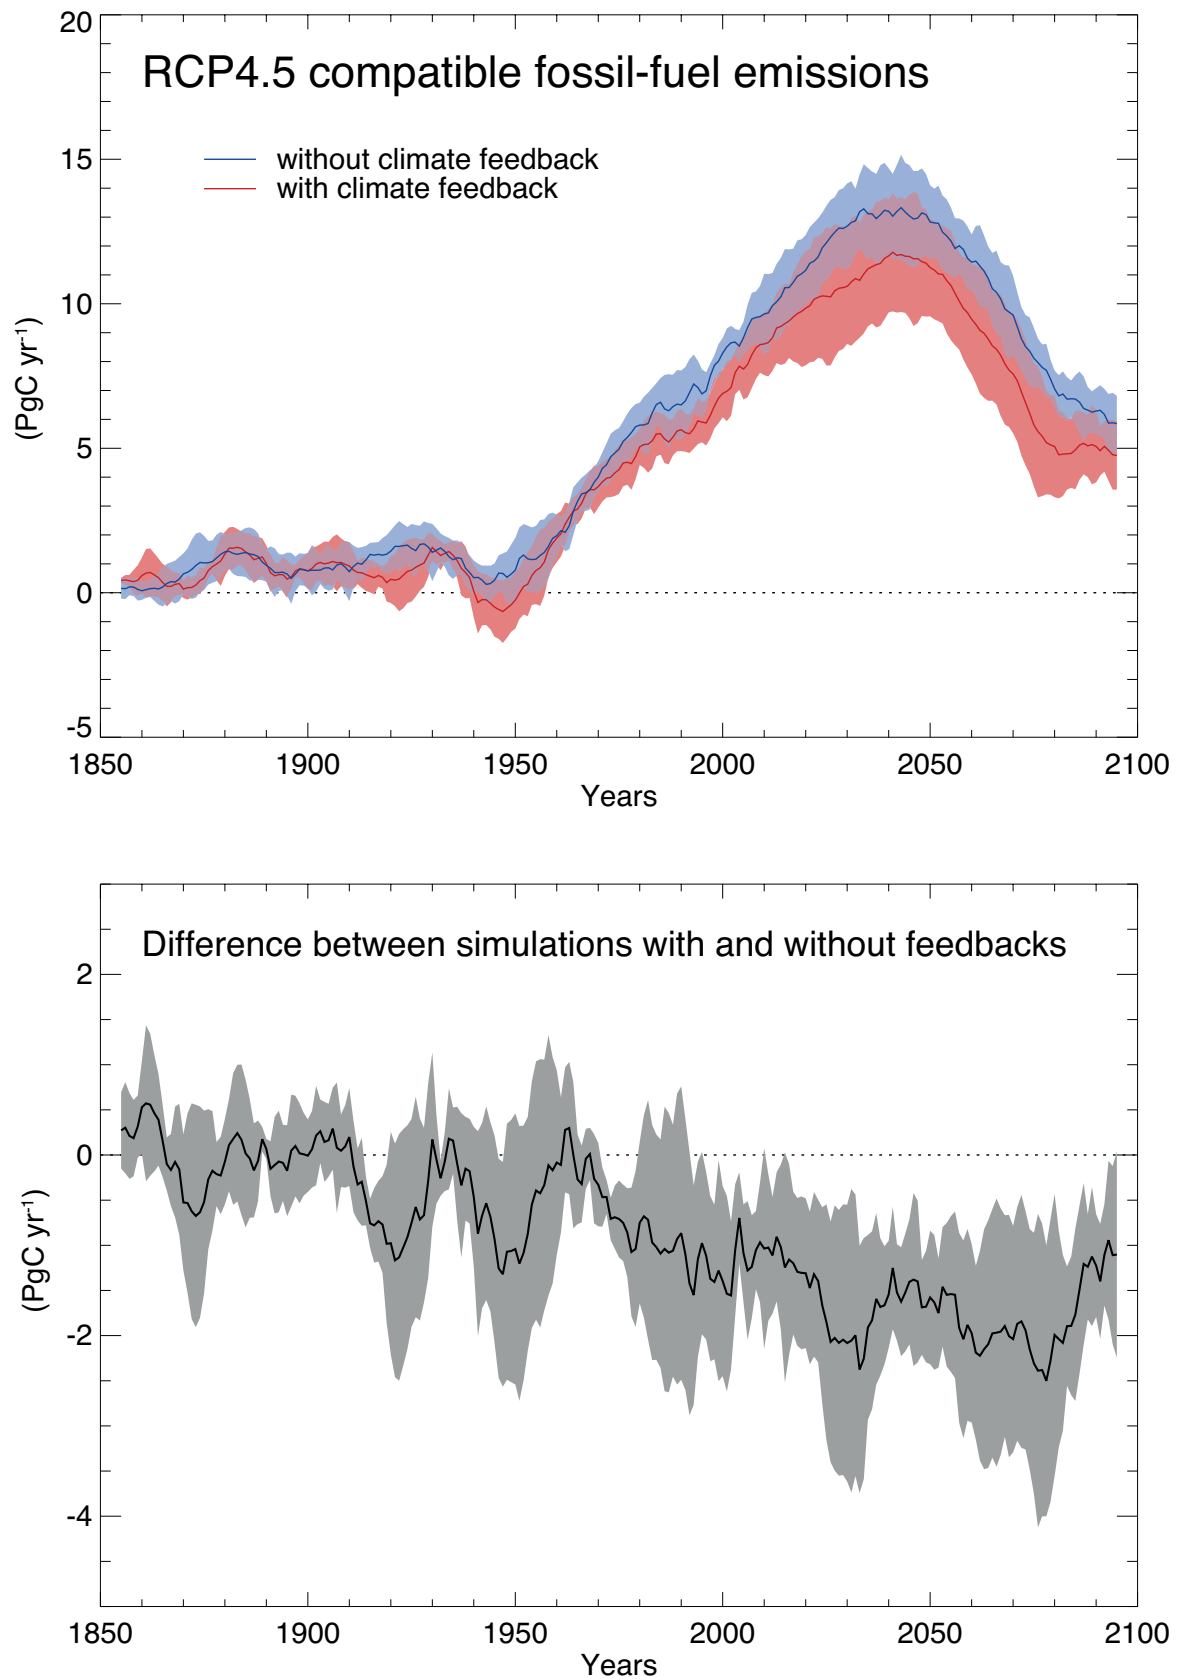 20
RCP4.5 compatible fossil-fuel emissions
15
without climate feedback
with climate feedback
10
(PgC yr-1)
5
0
-5
1850 1900 1950 2000 2050 2100
Years
Difference between simulations with and without feedbacks
2
0
(PgC yr-1)
-2
-4
1850 1900 1950 2000 2050 2100
Years